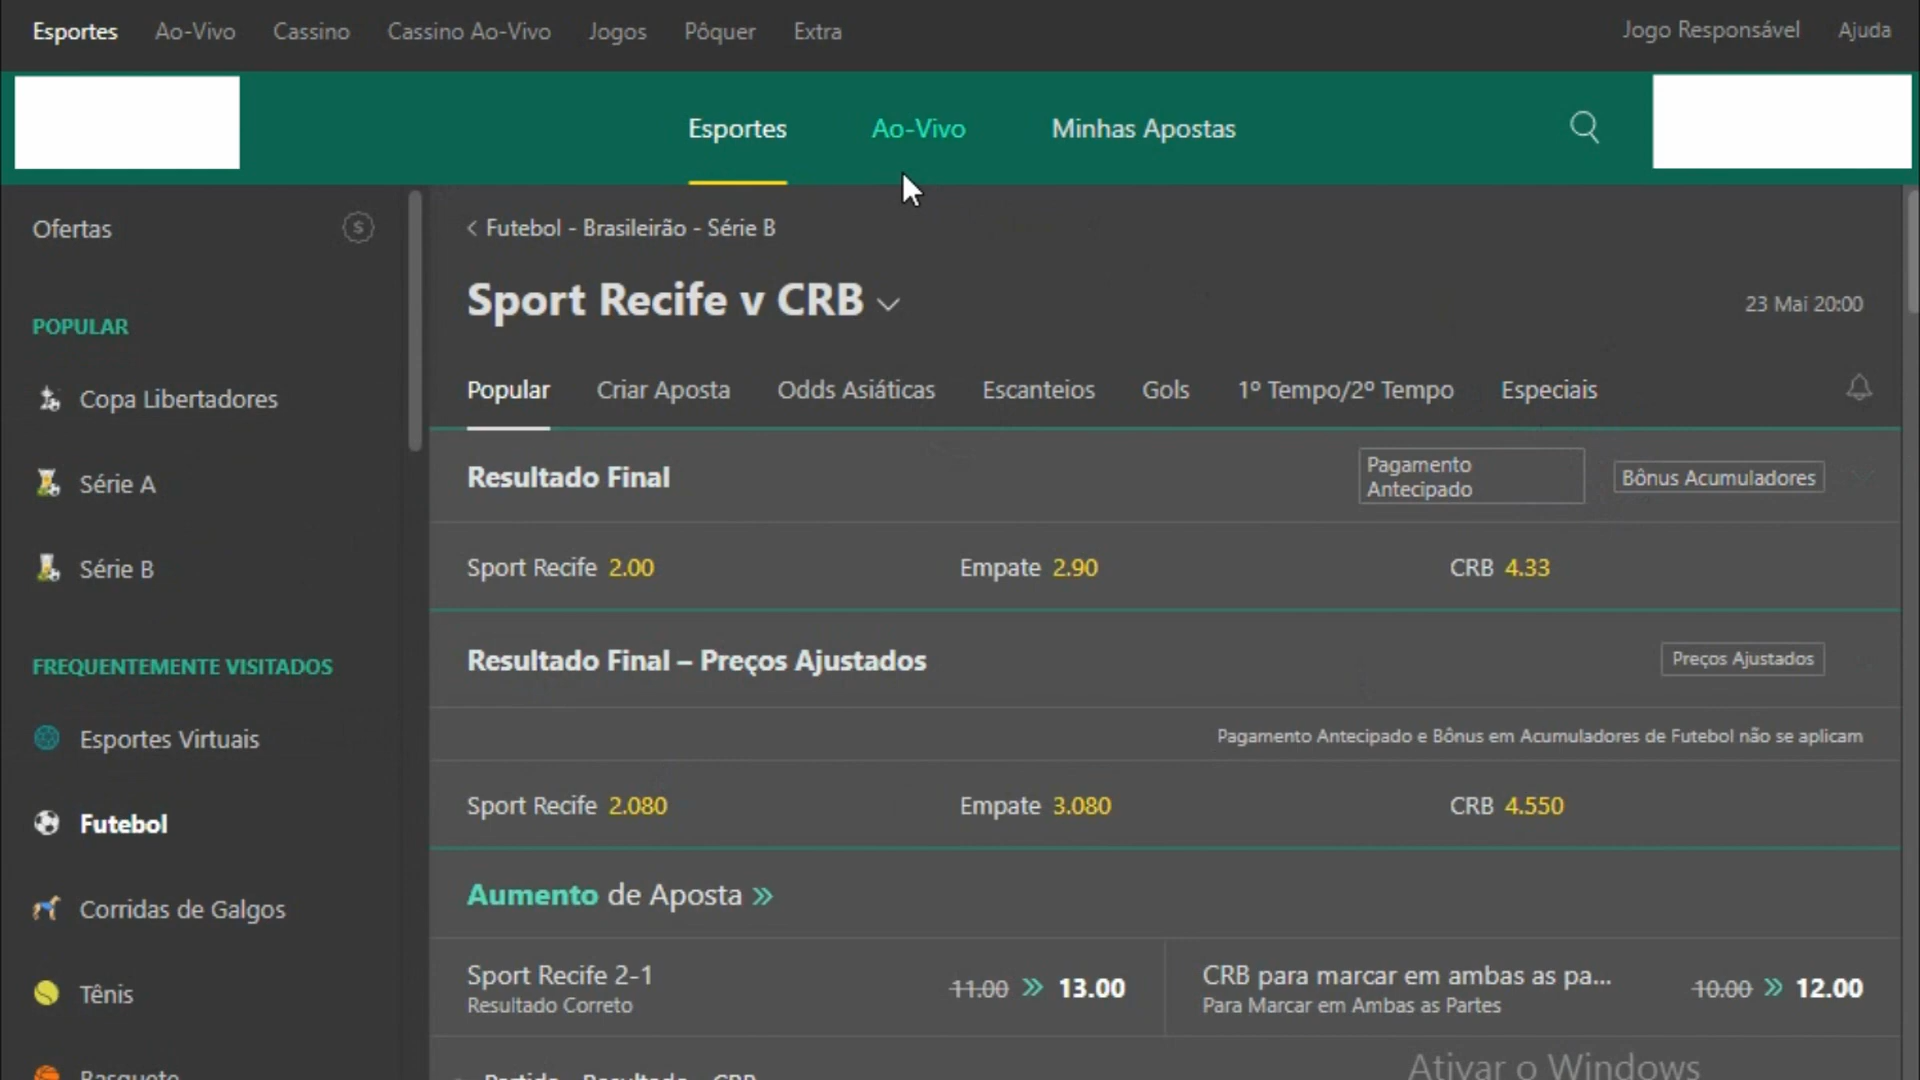 Esportes Ao-Vivo Cassino Cassino Ao-Vivo Jogos Pôquer Extra Jogo Responsável Ajuda
Esportes Ao-Vivo Minhas Apostas
Ofertas
POPULAR
Copa Libertadores
Série A
Série B
FREQUENTEMENTE VISITADOS
Esportes Virtuais
Futebol
Corridas de Galgos
Tênis
Basquete
< Futebol - Brasileirão - Série B
Sport Recife v CRB
23 Mai 20:00
Popular Criar Aposta Odds Asiáticas Escanteios Gols 1º Tempo/2º Tempo Especiais
Resultado Final
Pagamento
Antecipado
Bônus Acumuladores
Sport Recife 2.00 Empate 2.90 CRB 4.33
Resultado Final – Preços Ajustados
Preços Ajustados
Pagamento Antecipado e Bônus em Acumuladores de Futebol não se aplicam
Sport Recife 2.080 Empate 3.080 CRB 4.550
Aumento de Aposta »
Sport Recife 2-1
Resultado Correto
11.00 » 13.00
CRB para marcar em ambas as pa...
Para Marcar em Ambas as Partes
10.00 » 12.00
Ativar o Windows